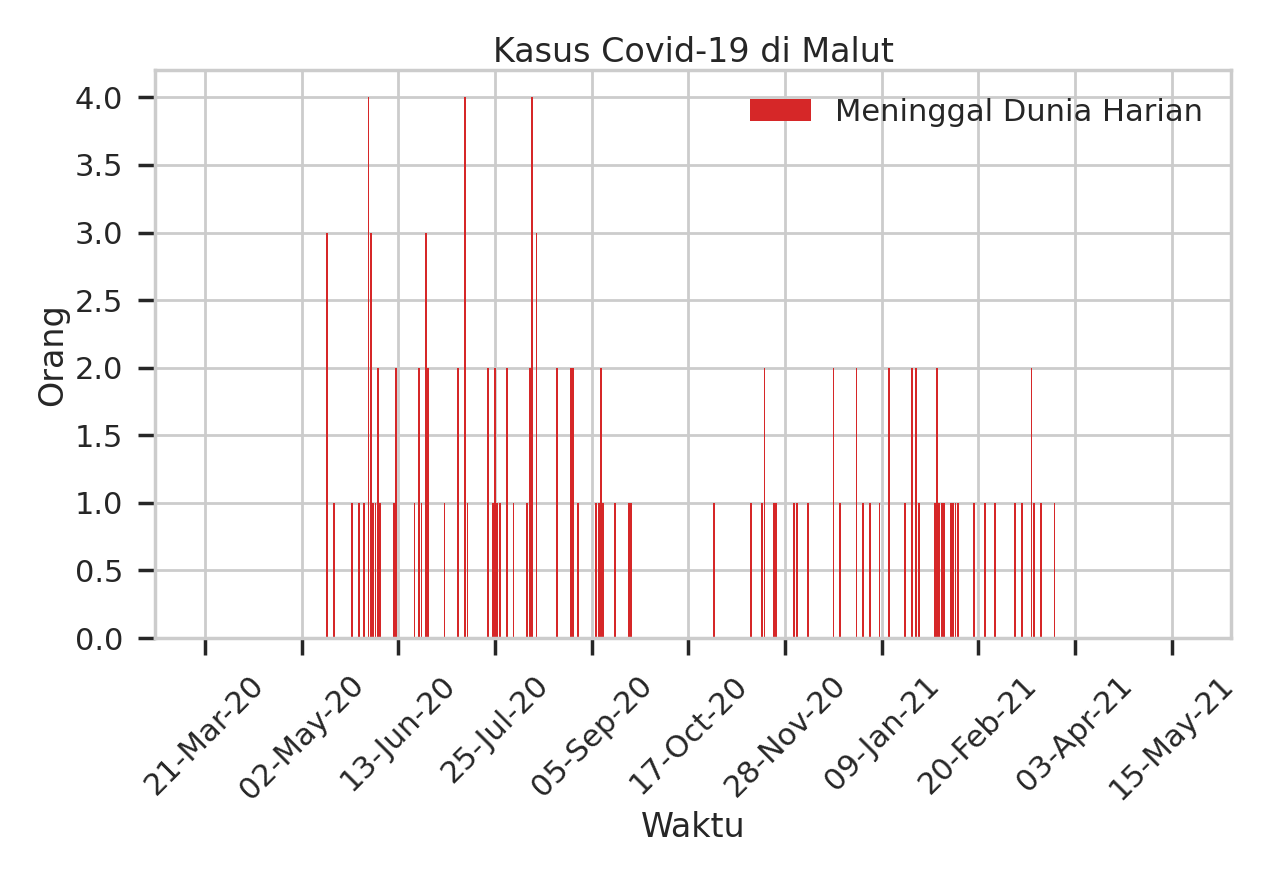 Kasus Covid-19 di Malut
Meninggal Dunia Harian
Orang
4.0
3.5
3.0
2.5
2.0
1.5
1.0
0.5
0.0
21-Mar-20
02-May-20
13-Jun-20
25-Jul-20
05-Sep-20
17-Oct-20
28-Nov-20
09-Jan-21
20-Feb-21
03-Apr-21
15-May-21
Waktu